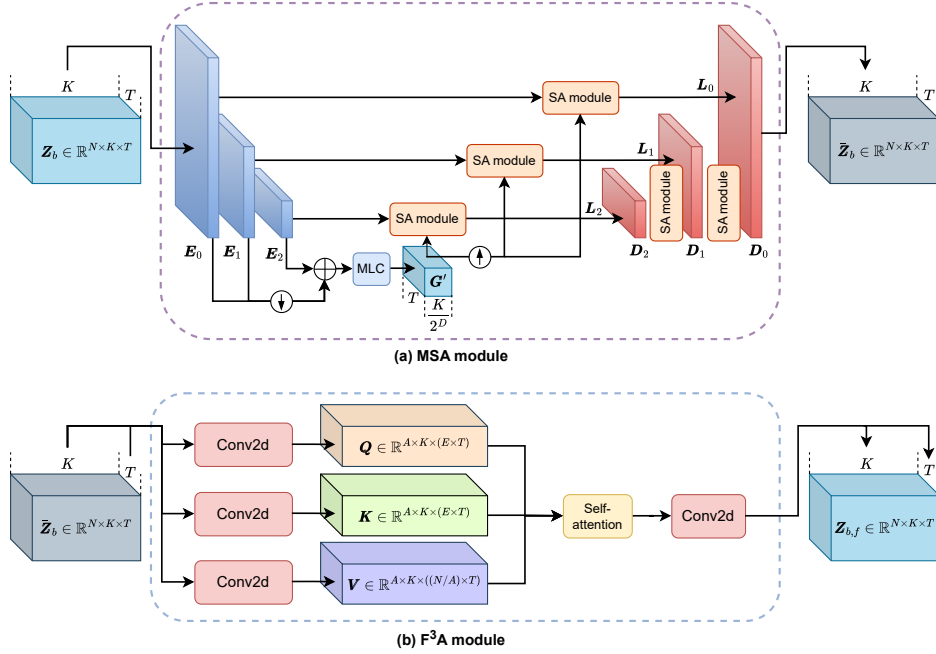 K
T
Z_b ∈ ℝ^{N×K×T}
E_0
E_1
E_2
MLC
G′
T
K
2^D
SA module
SA module
SA module
L_0
L_1
L_2
SA module
SA module
D_2
D_1
D_0
K
T
Z̄_b ∈ ℝ^{N×K×T}
(a) MSA module
K
T
Z̄_b ∈ ℝ^{N×K×T}
Conv2d
Q ∈ ℝ^{A×K×(E×T)}
Conv2d
K ∈ ℝ^{A×K×(E×T)}
Conv2d
V ∈ ℝ^{A×K×((N/A)×T)}
Self-
attention
Conv2d
K
T
Z_{b,f} ∈ ℝ^{N×K×T}
(b) F³A module